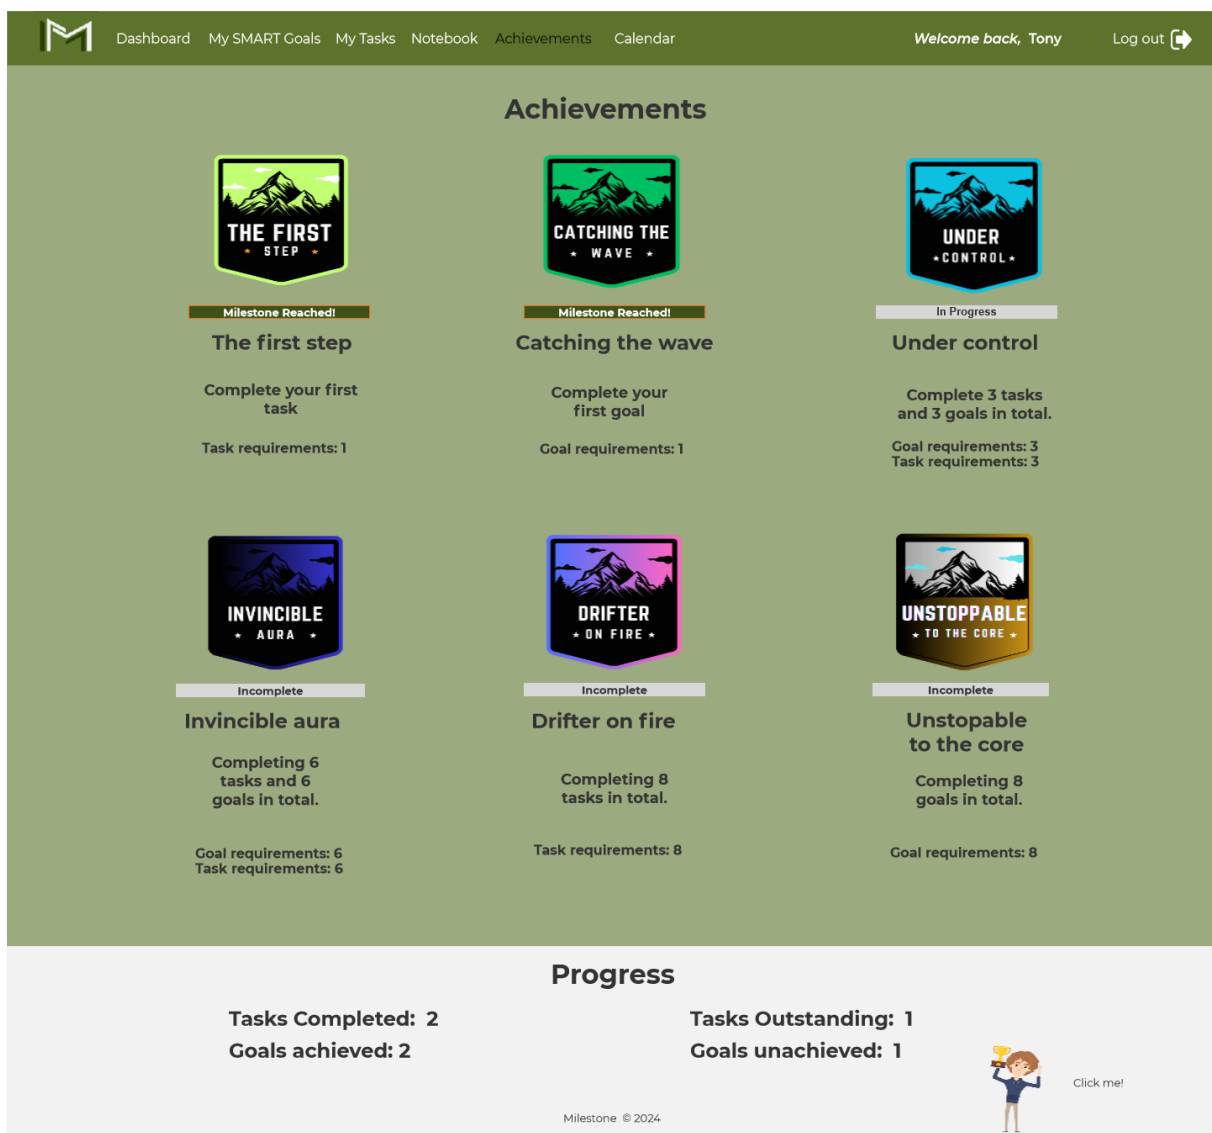 Dashboard My SMART Goals My Tasks Notebook Achievements Calendar Welcome back, Tony Log out
Achievements
THE FIRST
STEP
Milestone Reached!
The first step
Complete your first
task
Task requirements: 1
CATCHING THE
WAVE
Milestone Reached!
Catching the wave
Complete your
first goal
Goal requirements: 1
UNDER
CONTROL
In Progress
Under control
Complete 3 tasks
and 3 goals in total.
Goal requirements: 3
Task requirements: 3
INVINCIBLE
AURA
Incomplete
Invincible aura
Completing 6
tasks and 6
goals in total.
Goal requirements: 6
Task requirements: 6
DRIFTER
ON FIRE
Incomplete
Drifter on fire
Completing 8
tasks in total.
Task requirements: 8
UNSTOPPABLE
TO THE CORE
Incomplete
Unstopable
to the core
Completing 8
goals in total.
Goal requirements: 8
Progress
Tasks Completed: 2
Goals achieved: 2
Tasks Outstanding: 1
Goals unachieved: 1
Click me!
Milestone © 2024